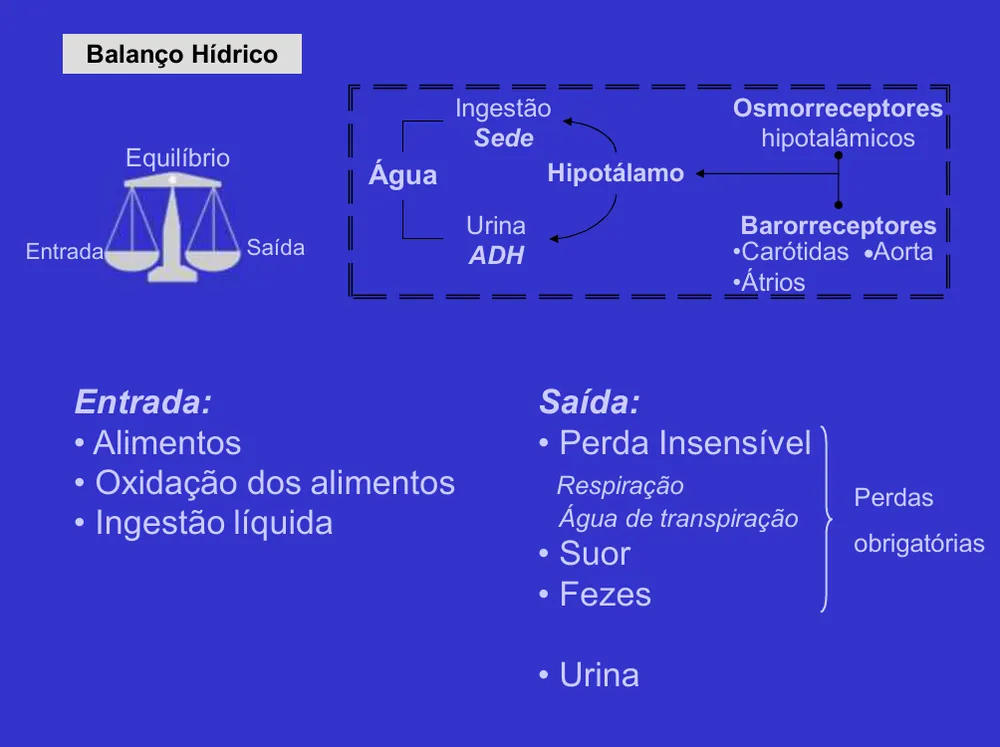 Balanço Hídrico
Equilíbrio
Entrada
Saída
Ingestão
Sede
Água
Hipotálamo
Urina
ADH
Osmorreceptores
hipotalâmicos
Barorreceptores
•Carótidas •Aorta
•Átrios
Entrada:
• Alimentos
• Oxidação dos alimentos
• Ingestão líquida
Saída:
• Perda Insensível
Respiração
Água de transpiração
• Suor
• Fezes
• Urina
Perdas
obrigatórias